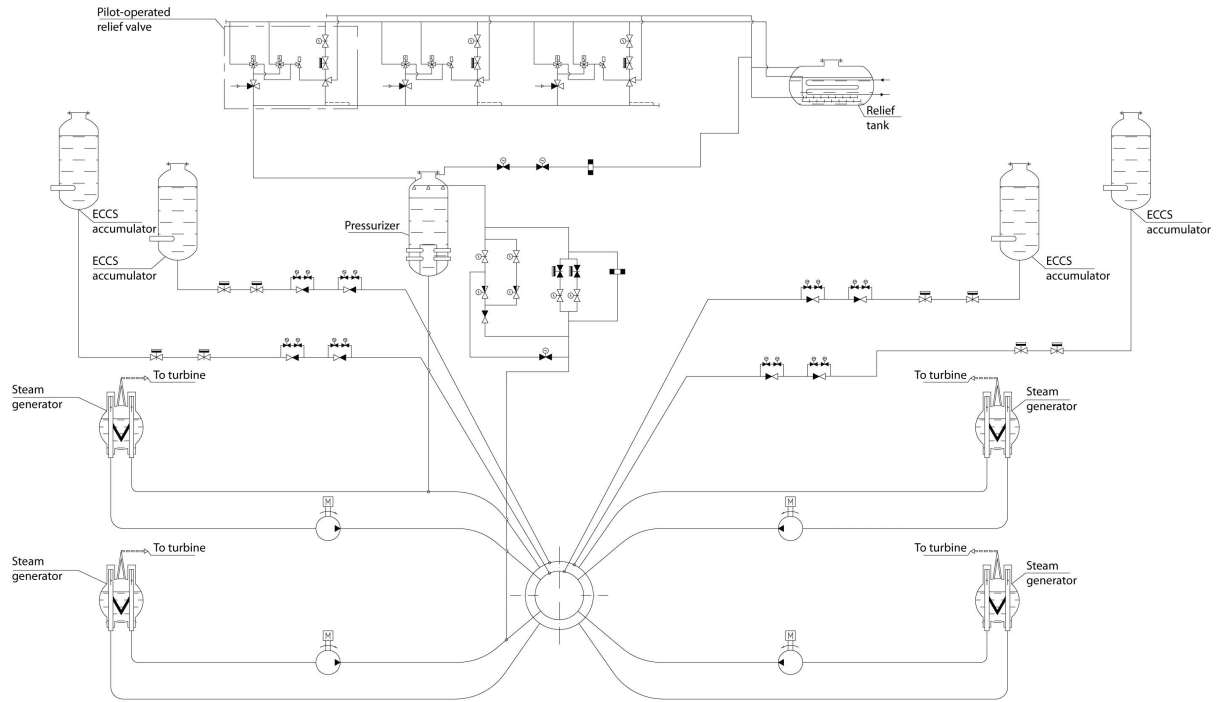 Pilot-operated
relief valve
Relief
tank
ECCS
accumulator
ECCS
accumulator
Pressurizer
ECCS
accumulator
ECCS
accumulator
To turbine
Steam
generator
To turbine
Steam
generator
M
M
To turbine
Steam
generator
To turbine
Steam
generator
M
M